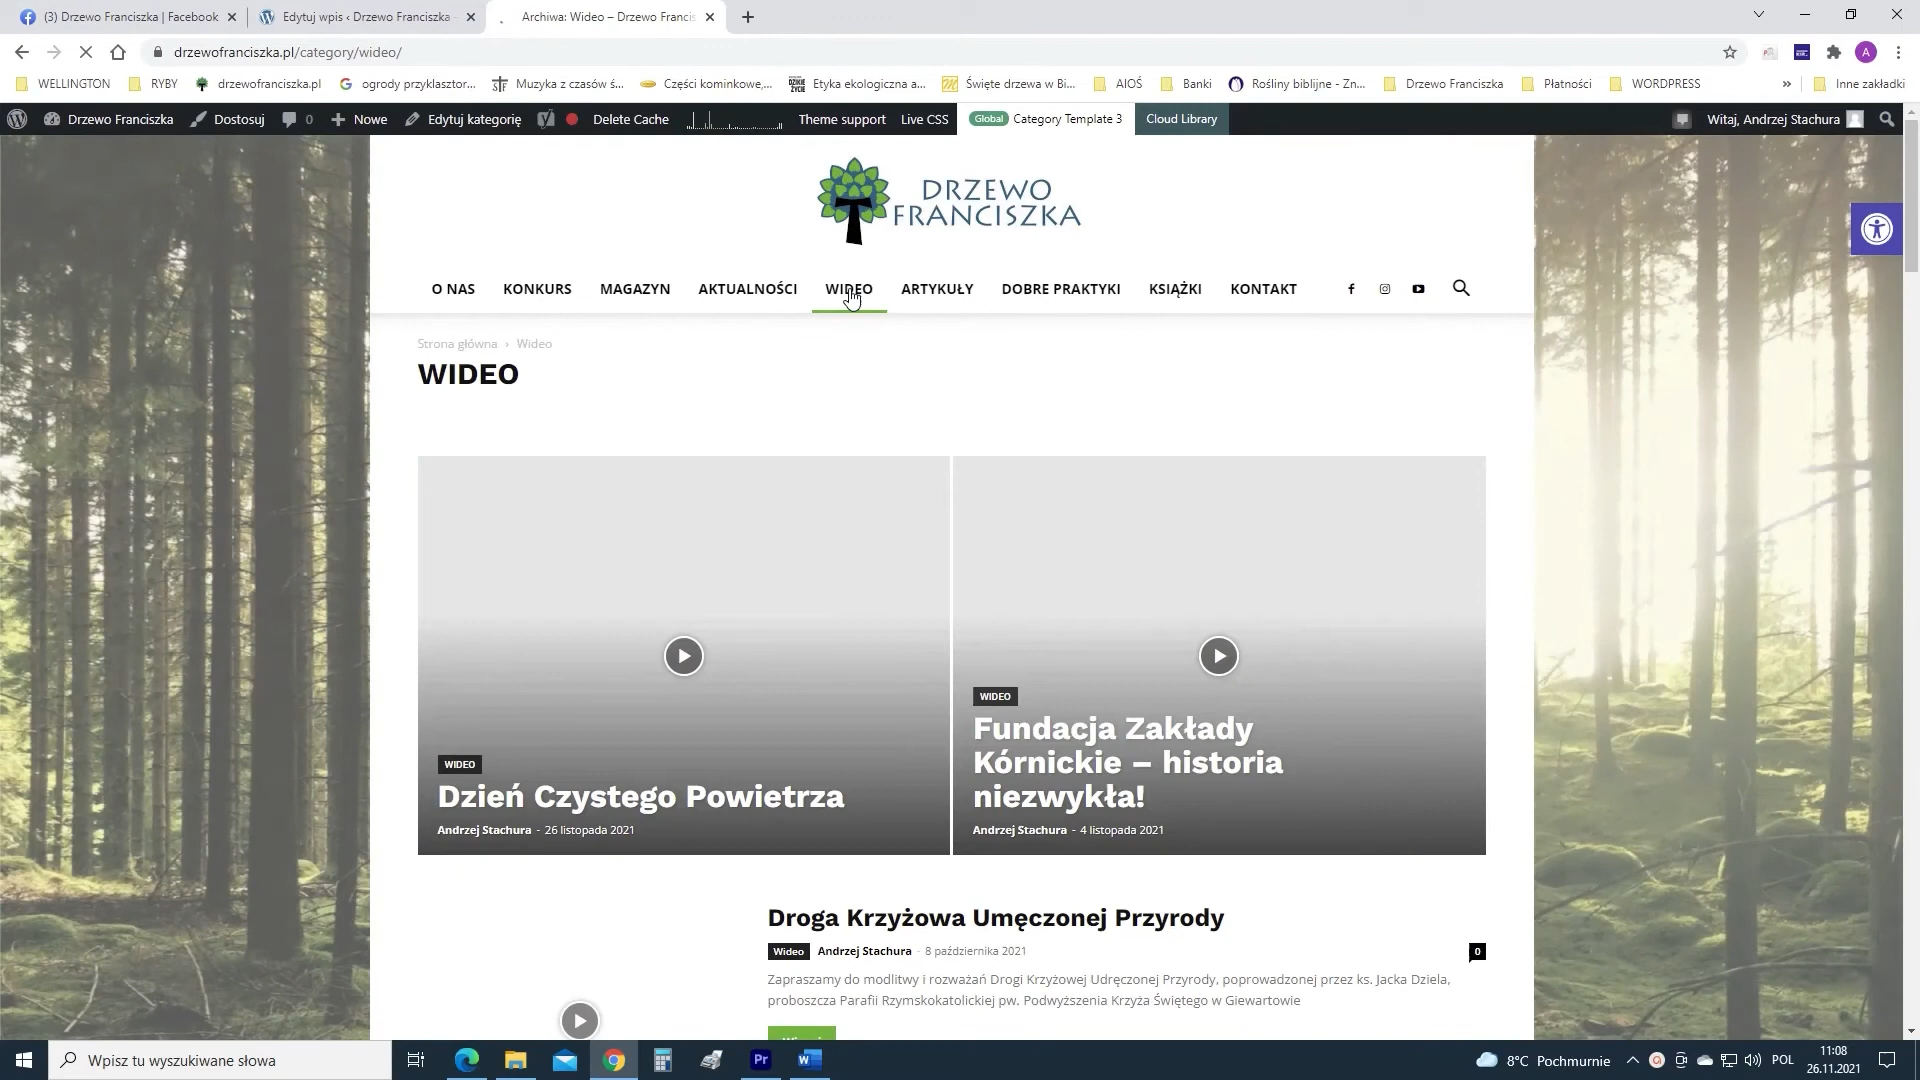 (3) Drzewo Franciszka | Facebook
Edytuj wpis ‹ Drzewo Franciszka
Archiwa: Wideo – Drzewo Francis
drzewofranciszka.pl/category/wideo/
A
WELLINGTON
RYBY
drzewofranciszka.pl
ogrody przyklasztor...
Muzyka z czasów ś...
Części kominkowe,...
Etyka ekologiczna a...
Święte drzewa w Bi...
AIOŚ
Banki
Rośliny biblijne - Zn...
Drzewo Franciszka
Płatności
WORDPRESS
»
Inne zakładki
Drzewo Franciszka
Dostosuj
0
Nowe
Edytuj kategorię
Delete Cache
Theme support
Live CSS
Global
Category Template 3
Cloud Library
Witaj, Andrzej Stachura
DRZEWO
FRANCISZKA
O NAS
KONKURS
MAGAZYN
AKTUALNOŚCI
WIDEO
ARTYKUŁY
DOBRE PRAKTYKI
KSIĄŻKI
KONTAKT
Strona główna › Wideo
WIDEO
WIDEO
Dzień Czystego Powietrza
Andrzej Stachura - 26 listopada 2021
WIDEO
Fundacja Zakłady
Kórnickie – historia
niezwykła!
Andrzej Stachura - 4 listopada 2021
Droga Krzyżowa Umęczonej Przyrody
Wideo Andrzej Stachura - 8 października 2021
0
Zapraszamy do modlitwy i rozważań Drogi Krzyżowej Udręczonej Przyrody, poprowadzonej przez ks. Jacka Dziela,
proboszcza Parafii Rzymskokatolickiej pw. Podwyższenia Krzyża Świętego w Giewartowie
Wpisz tu wyszukiwane słowa
Pr
8°C Pochmurnie
POL
11:08
26.11.2021